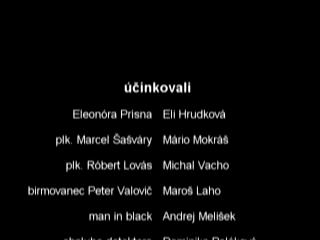 účinkovali
Eleonóra Prisna Eli Hrudková
plk. Marcel Šašváry Mário Mokráš
plk. Róbert Lovás Michal Vacho
birmovanec Peter Valovič Maroš Laho
man in black Andrej Melišek